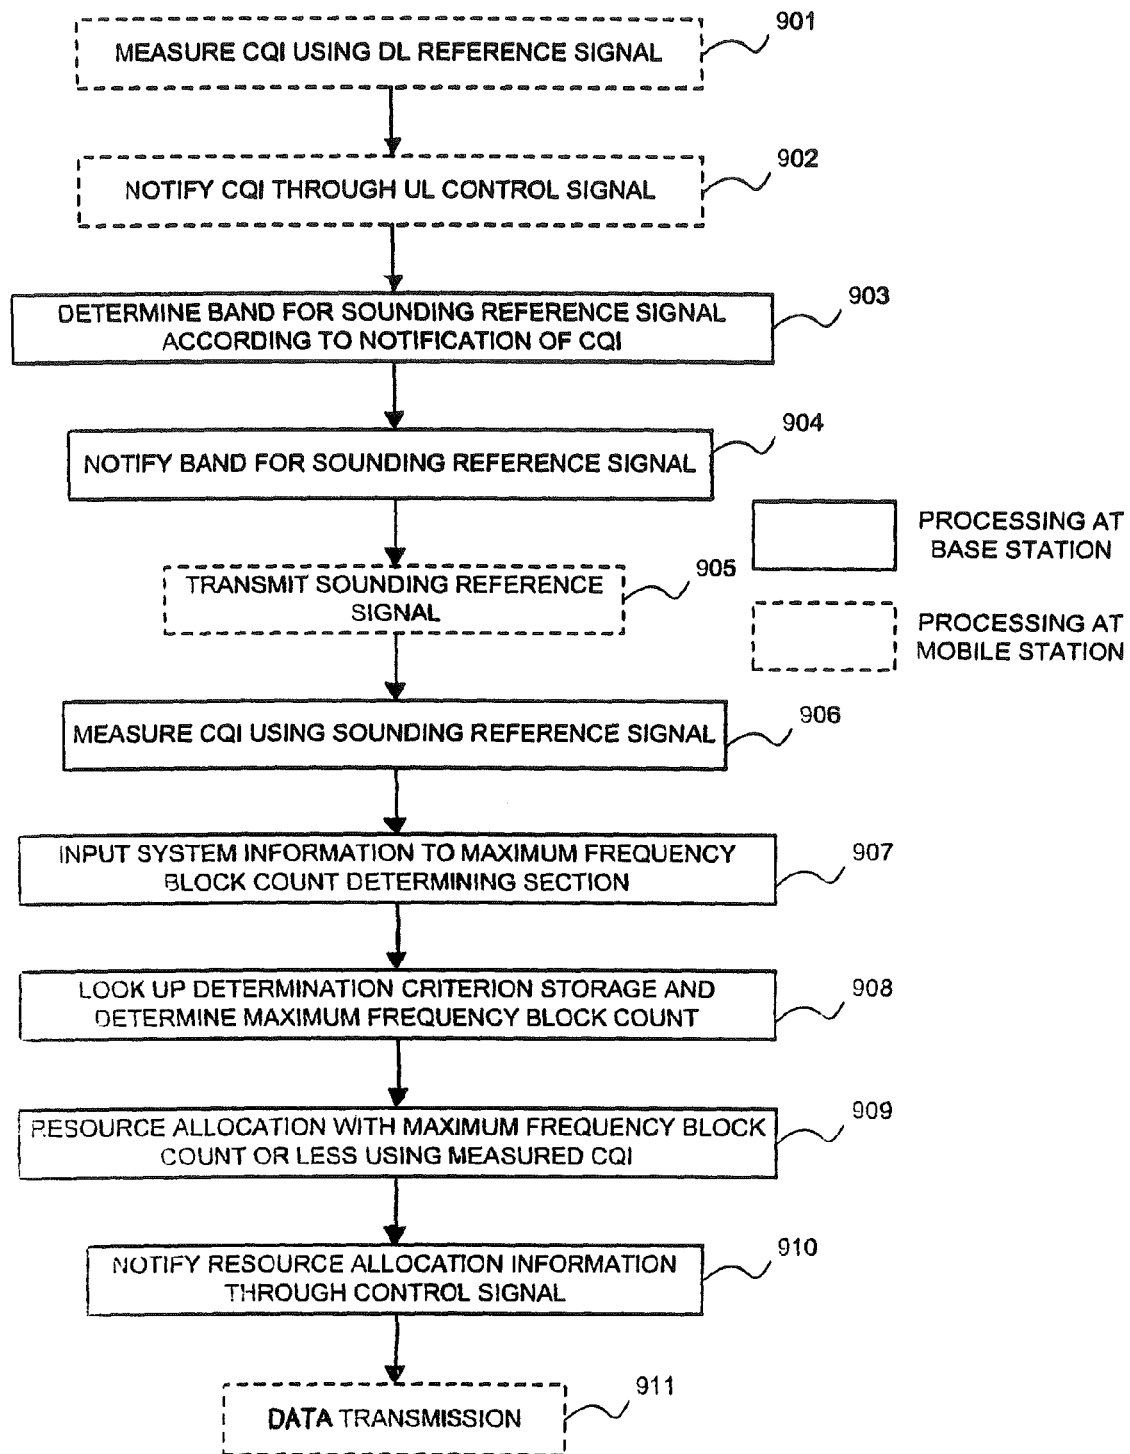 901
MEASURE CQI USING DL REFERENCE SIGNAL
902
NOTIFY CQI THROUGH UL CONTROL SIGNAL
903
DETERMINE BAND FOR SOUNDING REFERENCE SIGNAL
ACCORDING TO NOTIFICATION OF CQI
904
NOTIFY BAND FOR SOUNDING REFERENCE SIGNAL
PROCESSING AT
BASE STATION
905
TRANSMIT SOUNDING REFERENCE
SIGNAL
PROCESSING AT
MOBILE STATION
906
MEASURE CQI USING SOUNDING REFERENCE SIGNAL
907
INPUT SYSTEM INFORMATION TO MAXIMUM FREQUENCY
BLOCK COUNT DETERMINING SECTION
908
LOOK UP DETERMINATION CRITERION STORAGE AND
DETERMINE MAXIMUM FREQUENCY BLOCK COUNT
909
RESOURCE ALLOCATION WITH MAXIMUM FREQUENCY BLOCK
COUNT OR LESS USING MEASURED CQI
910
NOTIFY RESOURCE ALLOCATION INFORMATION
THROUGH CONTROL SIGNAL
911
DATA TRANSMISSION